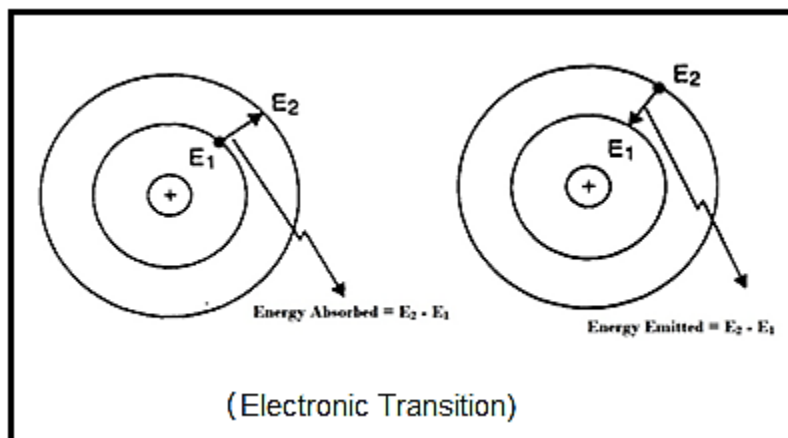 E₂
E₁
+
Energy Absorbed = E₂ - E₁
E₂
E₁
+
Energy Emitted = E₂ - E₁
(Electronic Transition)